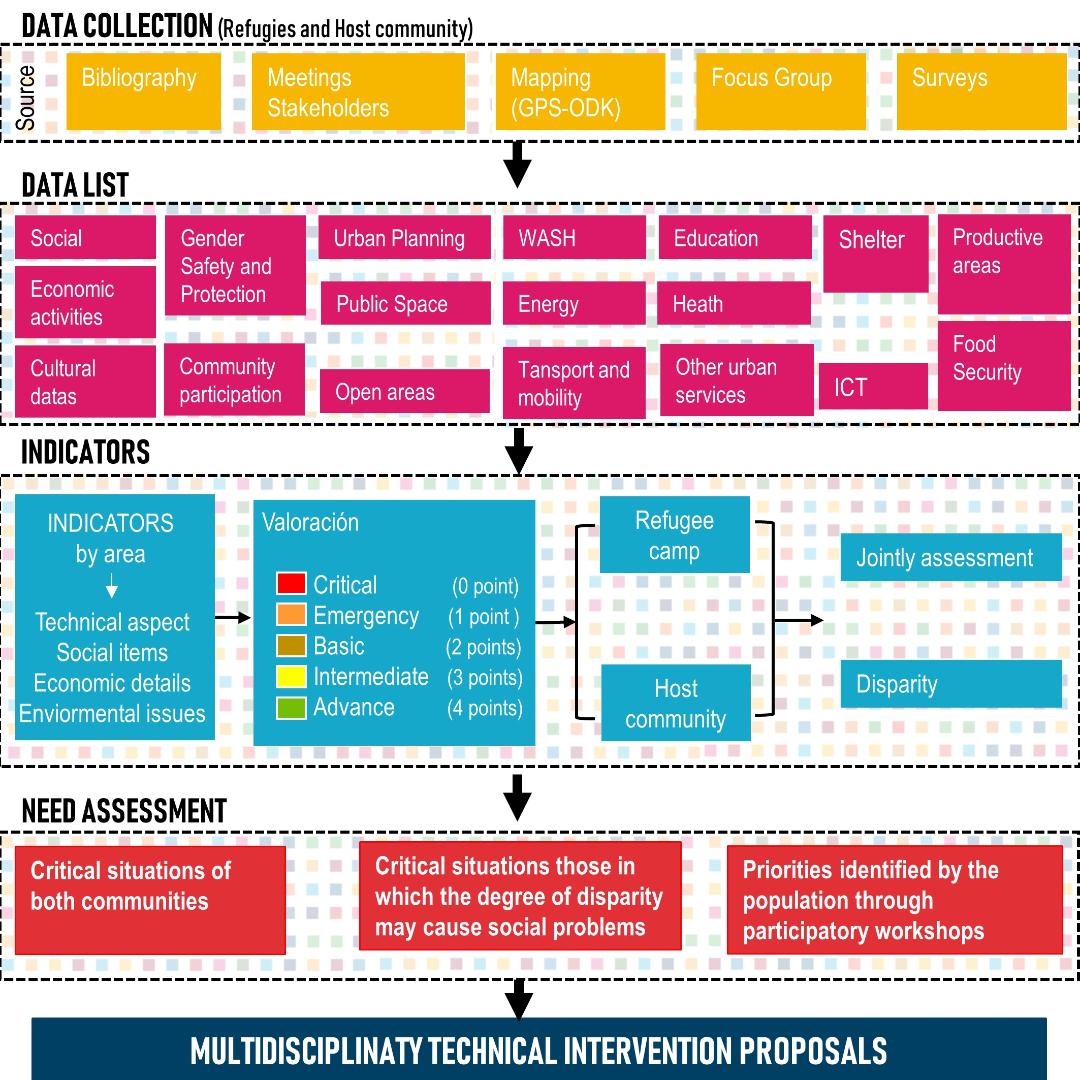 DATA COLLECTION (Refugies and Host community)
Source
Bibliography
Meetings
Stakeholders
Mapping
(GPS-ODK)
Focus Group
Surveys
DATA LIST
Social
Economic
activities
Cultural
datas
Gender
Safety and
Protection
Community
participation
Urban Planning
Public Space
Open areas
WASH
Energy
Transport and
mobility
Education
Heath
Other urban
services
Shelter
ICT
Productive
areas
Food
Security
INDICATORS
INDICATORS
by area
Technical aspect
Social items
Economic details
Enviormental issues
Valoración
Critical (0 point)
Emergency (1 point )
Basic (2 points)
Intermediate (3 points)
Advance (4 points)
Refugee
camp
Host
community
Jointly assessment
Disparity
NEED ASSESSMENT
Critical situations of
both communities
Critical situations those in
which the degree of disparity
may cause social problems
Priorities identified by the
population through
participatory workshops
MULTIDISCIPLINATY TECHNICAL INTERVENTION PROPOSALS